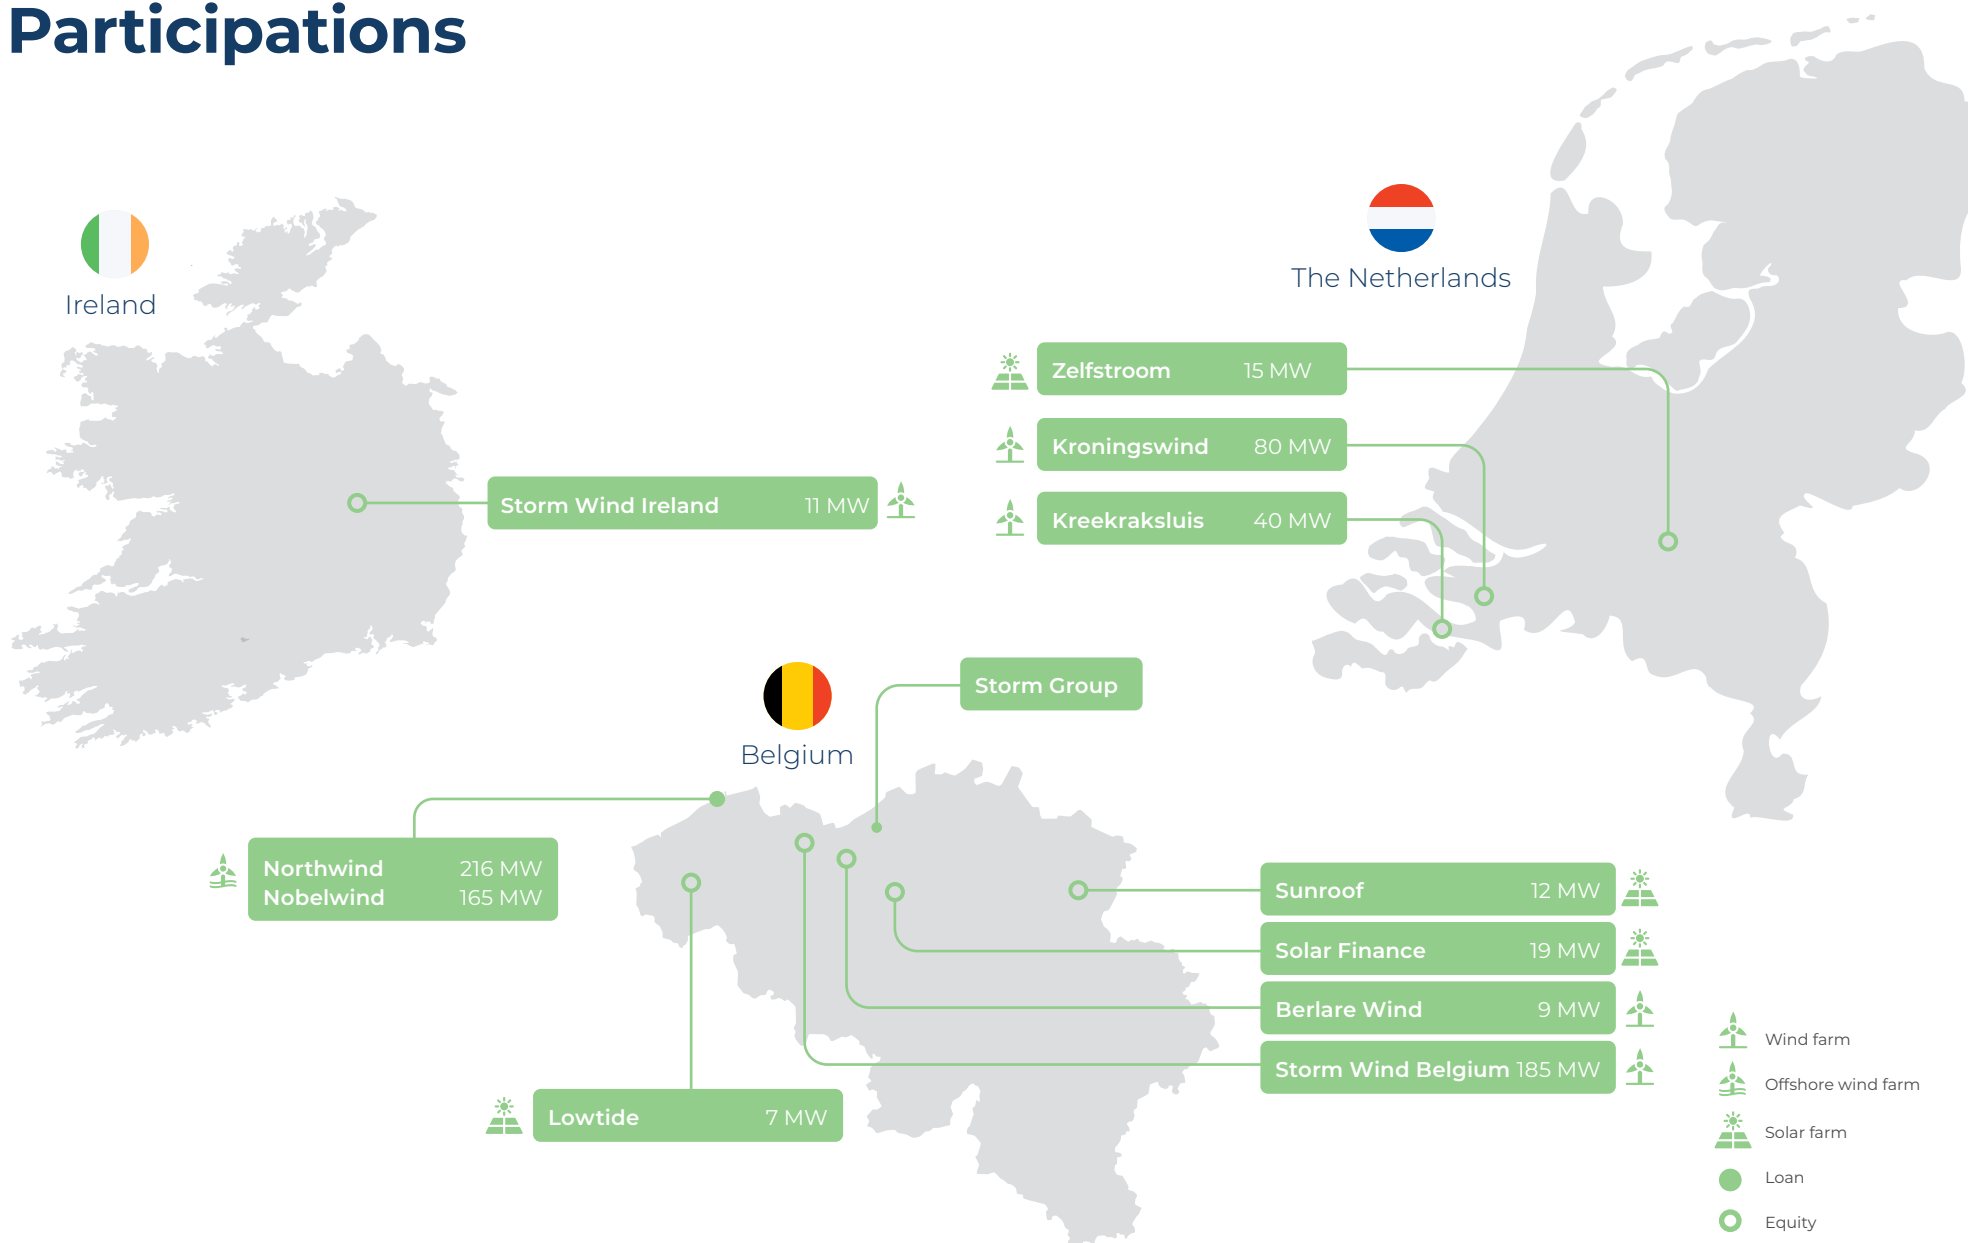 Participations
Ireland
The Netherlands
Zelfstroom 15 MW
Kroningswind 80 MW
Storm Wind Ireland 11 MW
Kreekraksluis 40 MW
Storm Group
Belgium
Northwind 216 MW
Nobelwind 165 MW
Sunroof 12 MW
Solar Finance 19 MW
Berlare Wind 9 MW
Storm Wind Belgium 185 MW
Lowtide 7 MW
Wind farm
Offshore wind farm
Solar farm
Loan
Equity